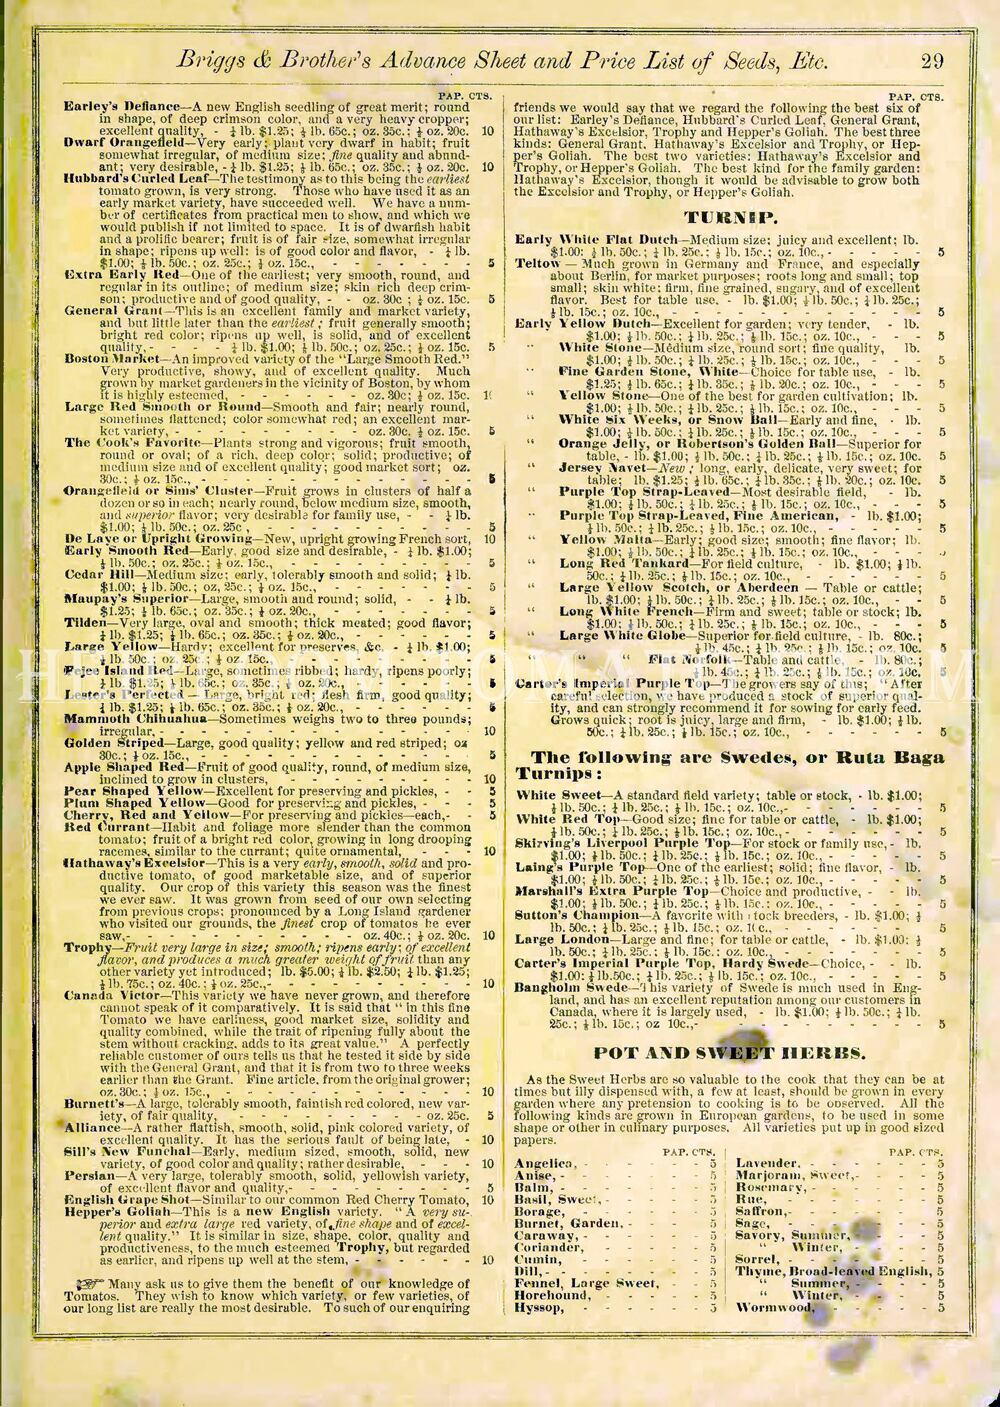 Briggs & Brother's Advance Sheet and Price List of Seeds, Etc. 29
PAP. CTS.
Earley's Defiance—A new English seedling of great merit; round
in shape, of deep crimson color, and a very heavy cropper;
excellent quality, - ¼ lb. $1.25; ⅛ lb. 65c.; oz. 35c.; ½ oz. 20c. 10
Dwarf Orangefield—Very early; plant very dwarf in habit; fruit
somewhat irregular, of medium size; fine quality and abund-
ant; very desirable, - ¼ lb. $1.25; ⅛ lb. 65c.; oz. 35c.; ½ oz. 20c. 10
Hubbard's Curled Leaf—The testimony as to this being the earliest
tomato grown, is very strong. Those who have used it as an
early market variety, have succeeded well. We have a num-
ber of certificates from practical men to show, and which we
would publish if not limited to space. It is of dwarfish habit
and a prolific bearer; fruit is of fair size, somewhat irregular
in shape; ripens up well: is of good color and flavor, - ¼ lb.
$1.00; ⅛ lb. 50c.; oz. 25c.; ½ oz. 15c., - - - - - - 5
Extra Early Red—One of the earliest; very smooth, round, and
regular in its outline; of medium size; skin rich deep crim-
son; productive and of good quality, - - oz. 30c ; ½ oz. 15c. 5
General Grant—This is an excellent family and market variety,
and but little later than the earliest; fruit generally smooth;
bright red color; ripens up well, is solid, and of excellent
quality,- - - - ¼ lb. $1.00; ⅛ lb. 50c.; oz. 25c.; ½ oz. 15c. 5
Boston Market—An improved variety of the "Large Smooth Red."
Very productive, showy, and of excellent quality. Much
grown by market gardeners in the vicinity of Boston, by whom
it is highly esteemed, - - - - - - oz. 30c; ½ oz. 15c. 10
Large Red Smooth or Round—Smooth and fair; nearly round,
sometimes flattened; color somewhat red; an excellent mar-
ket variety, - - - - - - - oz. 30c. ½ oz. 15c. 5
The Cook's Favorite—Plants strong and vigorous; fruit smooth,
round or oval; of a rich, deep color; solid; productive; of
medium size and of excellent quality; good market sort; oz.
30c.; ½ oz. 15c., - - - - - - - - - - 5
Orangefield or Sims' Cluster—Fruit grows in clusters of half a
dozen or so in each; nearly round, below medium size, smooth,
and superior flavor; very desirable for family use, - - ¼ lb.
$1.00; ⅛ lb. 50c.; oz. 25c - - - - - - - - 5
De Laye or Upright Growing—New, upright growing French sort, 10
Early Smooth Red—Early, good size and desirable, - ¼ lb. $1.00;
⅛ lb. 50c.; oz. 25c.; ½ oz. 15c., - - - - - - - 5
Cedar Hill—Medium size; early, tolerably smooth and solid; ¼ lb.
$1.00; ⅛ lb. 50c.; oz. 25c.; ½ oz. 15c., - - - - - 5
Maupay's Superior—Large, smooth and round; solid, - - ¼ lb.
$1.25; ⅛ lb. 65c.; oz. 35c.; ½ oz. 20c., - - - - - 5
Tilden—Very large, oval and smooth; thick meated; good flavor;
¼ lb. $1.25; ⅛ lb. 65c.; oz. 35c.; ½ oz. 20c., - - - - 5
Large Yellow—Hardy; excellent for preserves, &c. - ¼ lb. $1.00;
⅛ lb. 50c.; oz 25c.; ½ oz. 15c., - - - - - - 5
Fejee Island Red—Large, sometimes ribbed; hardy, ripens poorly;
¼ lb. $1.25; ⅛ lb. 65c.; oz. 35c.; ½ oz. 20c., - - - - 5
Lester's Perfected — Large, bright red; flesh firm, good quality;
¼ lb. $1.25; ⅛ lb. 65c.; oz. 35c.; ½ oz. 20c., - - - - 5
Mammoth Chihuahua—Sometimes weighs two to three pounds;
irregular, - - - - - - - - - - - 10
Golden Striped—Large, good quality; yellow and red striped; oz
30c.; ½ oz. 15c., - - - - - - - - - - 5
Apple Shaped Red—Fruit of good quality, round, of medium size,
inclined to grow in clusters, - - - - - - - - 10
Pear Shaped Yellow—Excellent for preserving and pickles, - - 5
Plum Shaped Yellow—Good for preserving and pickles, - - - 5
Cherry, Red and Yellow—For preserving and pickles—each,- - - 5
Red Currant—Habit and foliage more slender than the common
tomato; fruit of a bright red color, growing in long drooping
racemes, similar to the currant; quite ornamental, - - - 10
Hathaway's Excelsior—This is a very early, smooth, solid and pro-
ductive tomato, of good marketable size, and of superior
quality. Our crop of this variety this season was the finest
we ever saw. It was grown from seed of our own selecting
from previous crops; pronounced by a Long Island gardener
who visited our grounds, the finest crop of tomatoes he ever
saw,- - - - - - - - - oz. 40c.; ½ oz. 20c. 10
Trophy—Fruit very large in size; smooth; ripens early; of excellent
flavor, and produces a much greater weight of fruit than any
other variety yet introduced; lb. $5.00; ½ lb. $2.50; ¼ lb. $1.25;
⅛ lb. 75c.; oz. 40c.; ½ oz. 25c.,- - - - - - - - 10
Canada Victor—This variety we have never grown, and therefore
cannot speak of it comparatively. It is said that "in this fine
Tomato we have earliness, good market size, solidity and
quality combined, while the trait of ripening fully about the
stem without cracking, adds to its great value." A perfectly
reliable customer of ours tells us that he tested it side by side
with the General Grant, and that it is from two to three weeks
earlier than the Grant. Fine article, from the original grower;
oz. 30c.; ½ oz. 15c., - - - - - - - - - 10
Burnett's—A large, tolerably smooth, faintish red colored, new var-
iety, of fair quality, - - - - - - - - oz. 25c. 5
Alliance—A rather flattish, smooth, solid, pink colored variety, of
excellent quality. It has the serious fault of being late, - 10
Sill's New Funchal—Early, medium sized, smooth, solid, new
variety, of good color and quality; rather desirable, - - - 10
Persian—A very large, tolerably smooth, solid, yellowish variety,
of excellent flavor and quality,- - - - - - - 5
English Grape Shot—Similar to our common Red Cherry Tomato, 10
Hepper's Goliah—This is a new English variety. "A very su-
perior and extra large red variety, of fine shape and of excel-
lent quality." It is similar in size, shape, color, quality and
productiveness, to the much esteemed Trophy, but regarded
as earlier, and ripens up well at the stem, - - - - - 10
☞ Many ask us to give them the benefit of our knowledge of
Tomatos. They wish to know which variety, or few varieties, of
our long list are really the most desirable. To such of our enquiring
PAP. CTS.
friends we would say that we regard the following the best six of
our list: Earley's Defiance, Hubbard's Curled Leaf, General Grant,
Hathaway's Excelsior, Trophy and Hepper's Goliah. The best three
kinds: General Grant, Hathaway's Excelsior and Trophy, or Hep-
per's Goliah. The best two varieties: Hathaway's Excelsior and
Trophy, or Hepper's Goliah. The best kind for the family garden:
Hathaway's Excelsior, though it would be advisable to grow both
the Excelsior and Trophy, or Hepper's Goliah.
TURNIP.
Early White Flat Dutch—Medium size; juicy and excellent; lb.
$1.00: ½ lb. 50c.; ¼ lb. 25c.; ⅛ lb. 15c.; oz. 10c.,- - - - 5
Teltow — Much grown in Germany and France, and especially
about Berlin, for market purposes; roots long and small; top
small; skin white; firm, fine grained, sugary, and of excellent
flavor. Best for table use, - lb. $1.00; ½ lb. 50c.; ¼ lb. 25c.;
⅛ lb. 15c.; oz. 10c., - - - - - - - - - 5
Early Yellow Dutch—Excellent for garden; very tender, - lb.
$1.00; ½ lb. 50c.; ¼ lb. 25c.; ⅛ lb. 15c.; oz. 10c., - - - 5
" White Stone—Medium size, round sort; fine quality, lb.
$1.00; ½ lb. 50c.; ¼ lb. 25c.; ⅛ lb. 15c.; oz. 10c., - - - 5
" Fine Garden Stone, White—Choice for table use, - lb.
$1.25; ½ lb. 65c.; ¼ lb. 35c.; ⅛ lb. 20c.; oz. 10c., - - - 5
" Yellow Stone—One of the best for garden cultivation; lb.
$1.00; ½ lb. 50c.; ¼ lb. 25c.; ⅛ lb. 15c.; oz. 10c., - - - 5
" White Six Weeks, or Snow Ball—Early and fine, - lb.
$1.00; ½ lb. 50c.; ¼ lb. 25c.; ⅛ lb. 15c.; oz. 10c., - - - 5
" Orange Jelly, or Robertson's Golden Ball—Superior for
table, - lb. $1.00; ½ lb. 50c.; ¼ lb. 25c.; ⅛ lb. 15c.; oz. 10c. 5
" Jersey Navet—New; long, early, delicate, very sweet; for
table; lb. $1.25; ½ lb. 65c.; ¼ lb. 35c.; ⅛ lb. 20c.; oz. 10c. 5
" Purple Top Strap-Leaved—Most desirable field, - lb.
$1.00; ½ lb. 50c.; ¼ lb. 25c.; ⅛ lb. 15c.; oz. 10c., - - - 5
" Purple Top Strap-Leaved, Fine American, - lb. $1.00;
½ lb. 50c.; ¼ lb. 25c.; ⅛ lb. 15c.; oz. 10c., - - - - 5
" Yellow Malta—Early; good size; smooth; fine flavor; lb.
$1.00; ½ lb. 50c.; ¼ lb. 25c.; ⅛ lb. 15c.; oz. 10c., - - -
" Long Red Tankard—For field culture, - lb. $1.00; ½ lb.
50c.; ¼ lb. 25c.; ⅛ lb. 15c.; oz. 10c., - - - - - 5
" Large Yellow Scotch, or Aberdeen — Table or cattle;
lb. $1.00; ½ lb. 50c.; ¼ lb. 25c.; ⅛ lb. 15c.; oz. 10c., - - 5
" Long White French—Firm and sweet; table or stock; lb.
$1.00; ½ lb. 50c.; ¼ lb. 25c.; ⅛ lb. 15c.; oz. 10c., - - - 5
" Large White Globe—Superior for field culture, - lb. 80c.;
½ lb. 45c.; ¼ lb. 25c.; ⅛ lb. 15c.; oz. 10c. 5
" " Flat Norfolk—Table and cattle, - lb. 80c.;
½ lb. 45c.; ¼ lb. 25c.; ⅛ lb. 15c.; oz. 10c. 5
Carter's Imperial Purple Top—The growers say of this: "After
careful selection, we have produced a stock of superior qual-
ity, and can strongly recommend it for sowing for early feed.
Grows quick; root is juicy, large and firm, - lb. $1.00; ½ lb.
50c.; ¼ lb. 25c.; ⅛ lb. 15c.; oz. 10c., - - - - - 5
The following are Swedes, or Ruta Baga
Turnips:
White Sweet—A standard field variety; table or stock, - lb. $1.00;
½ lb. 50c.; ¼ lb. 25c.; ⅛ lb. 15c.; oz. 10c.,- - - - - 5
White Red Top—Good size; fine for table or cattle, - lb. $1.00;
½ lb. 50c.; ¼ lb. 25c.; ⅛ lb. 15c.; oz. 10c.,- - - - - 5
Skirving's Liverpool Purple Top—For stock or family use,- lb.
$1.00; ½ lb. 50c.; ¼ lb. 25c.; ⅛ lb. 15c.; oz. 10c., - - - 5
Laing's Purple Top—One of the earliest; solid; fine flavor, - lb.
$1.00; ½ lb. 50c.; ¼ lb. 25c.; ⅛ lb. 15c.; oz. 10c., - - - 5
Marshall's Extra Purple Top—Choice and productive, - - lb.
$1.00; ½ lb. 50c.; ¼ lb. 25c.; ⅛ lb. 15c.; oz. 10c., - - - 5
Sutton's Champion—A favorite with stock breeders, - lb. $1.00; ½
lb. 50c.; ¼ lb. 25c.; ⅛ lb. 15c.; oz. 10c., - - - - - 5
Large London—Large and fine; for table or cattle, - lb. $1.00; ½
lb. 50c.; ¼ lb. 25c.; ⅛ lb. 15c.; oz. 10c., - - - - - 5
Carter's Imperial Purple Top, Hardy Swede—Choice, - - lb.
$1.00; ½ lb. 50c.; ¼ lb. 25c.; ⅛ lb. 15c.; oz. 10c., - - - 5
Bangholm Swede—This variety of Swede is much used in Eng-
land, and has an excellent reputation among our customers in
Canada, where it is largely used, - lb. $1.00; ½ lb. 50c.; ¼ lb.
25c.; ⅛ lb. 15c.; oz 10c.,- - - - - - - - 5
POT AND SWEET HERBS.
As the Sweet Herbs are so valuable to the cook that they can be at
times but illy dispensed with, a few at least, should be grown in every
garden where any pretension to cooking is to be observed. All the
following kinds are grown in European gardens, to be used in some
shape or other in culinary purposes. All varieties put up in good sized
papers.
PAP. CTS.
Angelica, - - - - - - 5
Anise,- - - - - - - 5
Balm, - - - - - - - 5
Basil, Sweet,- - - - - - 5
Borage, - - - - - - 5
Burnet, Garden,- - - - - 5
Caraway, - - - - - - 5
Coriander, - - - - - - 5
Cumin, - - - - - - 5
Dill,- - - - - - - 5
Fennel, Large Sweet, - - - 5
Horehound, - - - - - 5
Hyssop, - - - - - - 5
PAP. CTS.
Lavender, - - - - - - 5
Marjoram, Sweet,- - - - 5
Rosemary,- - - - - - 5
Rue, - - - - - - - 5
Saffron,- - - - - - - 5
Sage, - - - - - - - 5
Savory, Summer, - - - - 5
" Winter, - - - - 5
Sorrel, - - - - - - 5
Thyme, Broad-leaved English, 5
" Summer,- - - - 5
" Winter, - - - - 5
Wormwood, - - - - - 5